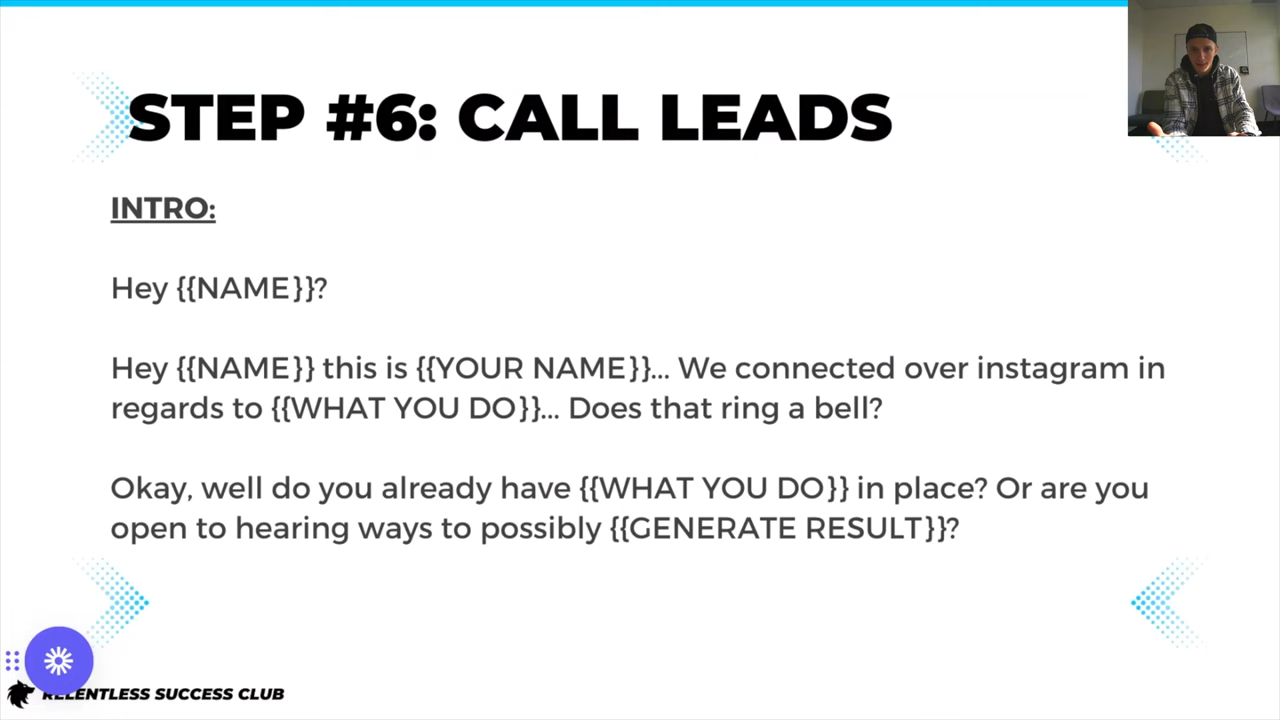 STEP #6: CALL LEADS
INTRO:
Hey {{NAME}}?
Hey {{NAME}} this is {{YOUR NAME}}... We connected over instagram in
regards to {{WHAT YOU DO}}... Does that ring a bell?
Okay, well do you already have {{WHAT YOU DO}} in place? Or are you
open to hearing ways to possibly {{GENERATE RESULT}}?
RELENTLESS SUCCESS CLUB